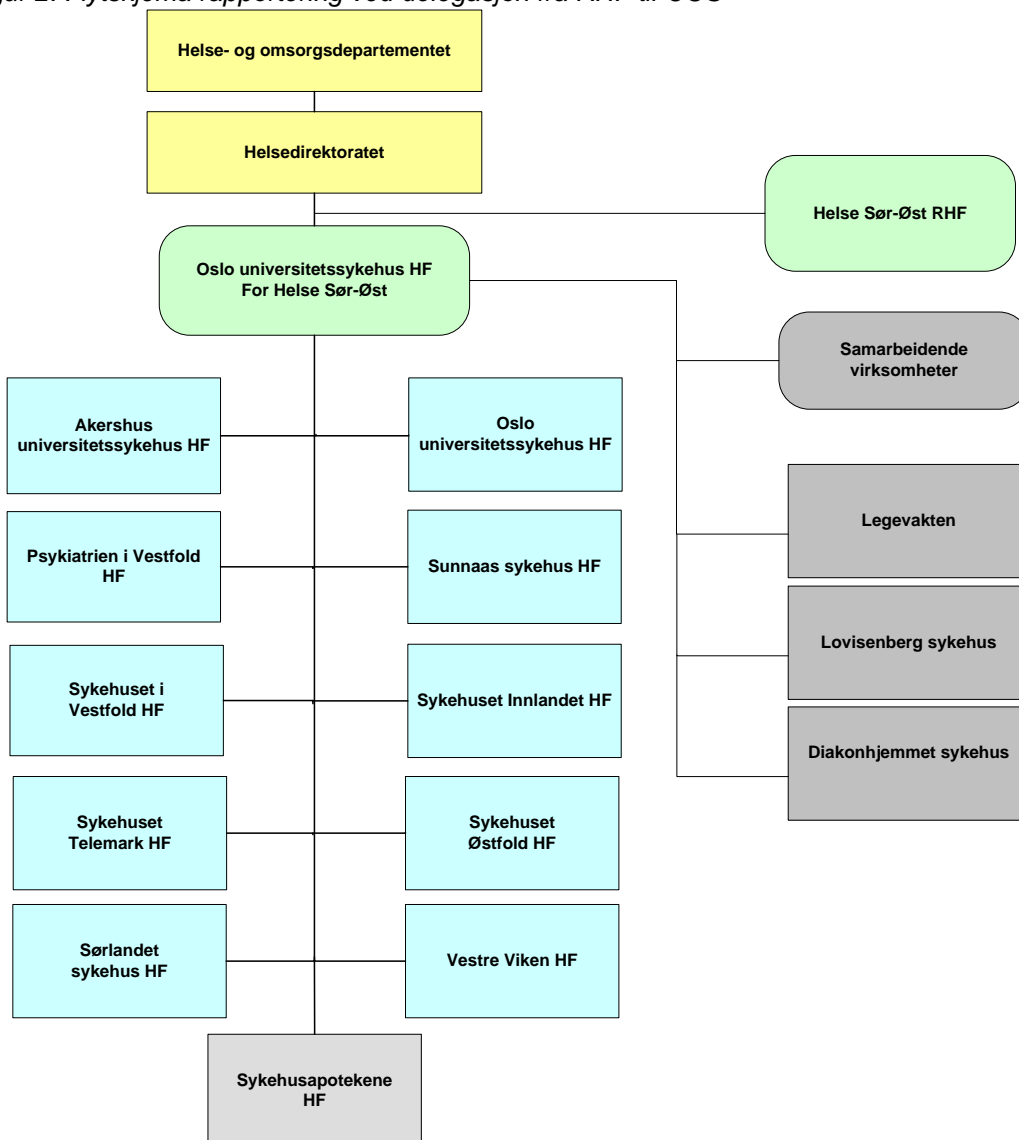 Helse- og omsorgsdepartementet
Helsedirektoratet
Helse Sør-Øst RHF
Oslo universitetssykehus HF
For Helse Sør-Øst
Samarbeidende
virksomheter
Akershus
universitetssykehus HF
Oslo
universitetssykehus HF
Legevakten
Psykiatrien i Vestfold
HF
Sunnaas sykehus HF
Lovisenberg sykehus
Sykehuset i
Vestfold HF
Sykehuset Innlandet HF
Diakonhjemmet sykehus
Sykehuset
Telemark HF
Sykehuset
Østfold HF
Sørlandet
sykehus HF
Vestre Viken HF
Sykehusapotekene
HF